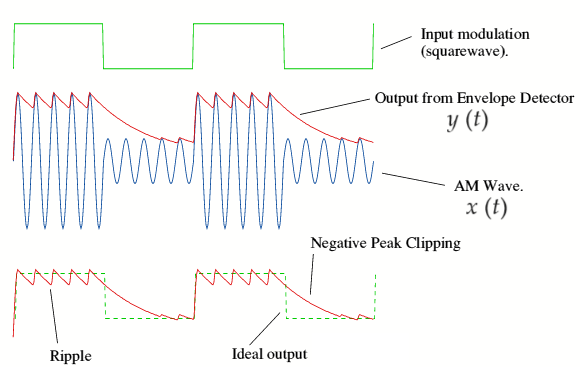 Input modulation
(squarewave).
Output from Envelope Detector
y (t)
AM Wave.
x (t)
Negative Peak Clipping
Ripple
Ideal output